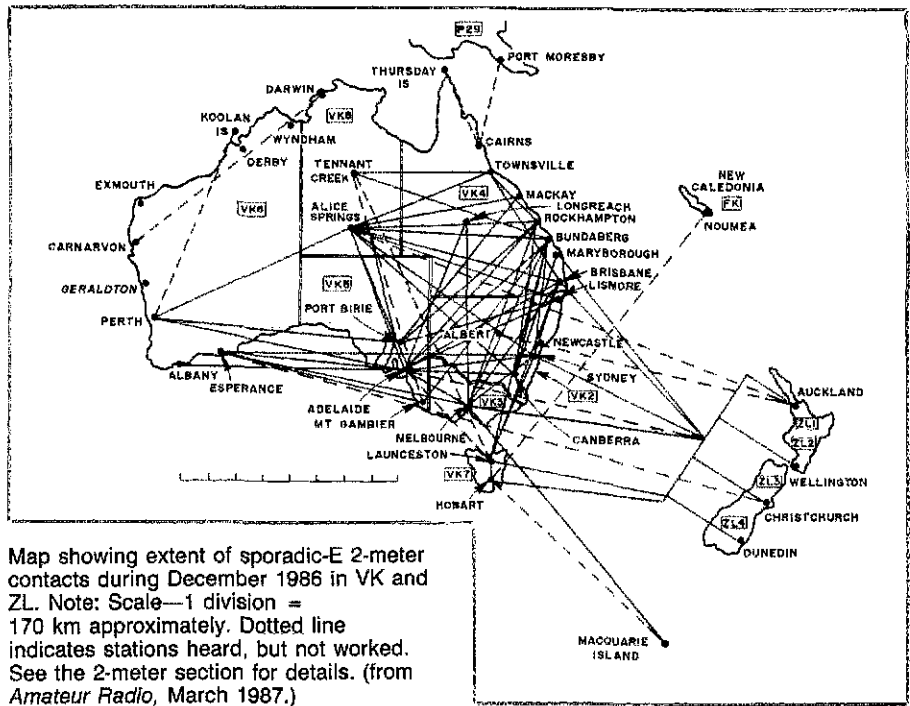 P29
PORT MORESBY
THURSDAY
IS
DARWIN
VK8
KOOLAN
IS
WYNDHAM
DERBY
CAIRNS
TENNANT
CREEK
TOWNSVILLE
EXMOUTH
VK6
ALICE
SPRINGS
VK4
MACKAY
LONGREACH
ROCKHAMPTON
NEW
CALEDONIA
FK
NOUMEA
BUNDABERG
MARYBOROUGH
CARNARVON
BRISBANE
LISMORE
GERALDTON
VK5
PORT BIRIE
PERTH
ALBERT
NEWCASTLE
ALBANY
ESPERANCE
SYDNEY
VK2
AUCKLAND
ADELAIDE
MT GAMBIER
VK3
ZL1
ZL2
MELBOURNE
CANBERRA
LAUNCESTON
VK7
WELLINGTON
ZL3
HOBART
CHRISTCHURCH
ZL4
DUNEDIN
MACQUARIE
ISLAND
Map showing extent of sporadic-E 2-meter
contacts during December 1986 in VK and
ZL. Note: Scale—1 division =
170 km approximately. Dotted line
indicates stations heard, but not worked.
See the 2-meter section for details. (from
Amateur Radio, March 1987.)